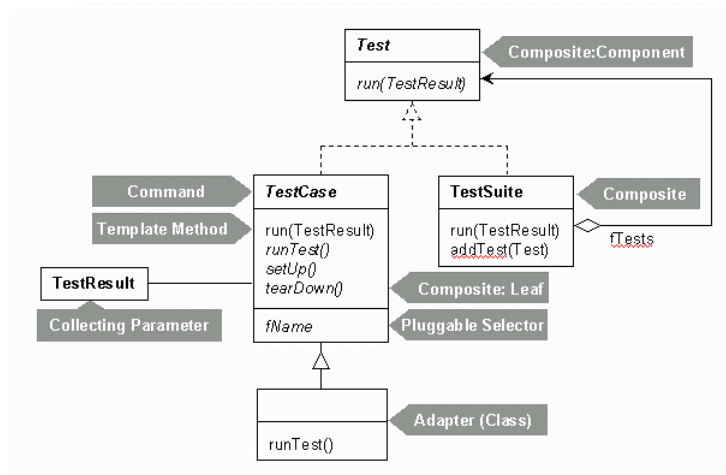 Test
Composite:Component
run(TestResult)
Command
TestCase
TestSuite
Composite
Template Method
run(TestResult)
runTest()
setUp()
tearDown()
run(TestResult)
addTest(Test)
fTests
TestResult
Composite: Leaf
Collecting Parameter
fName
Pluggable Selector
Adapter (Class)
runTest()